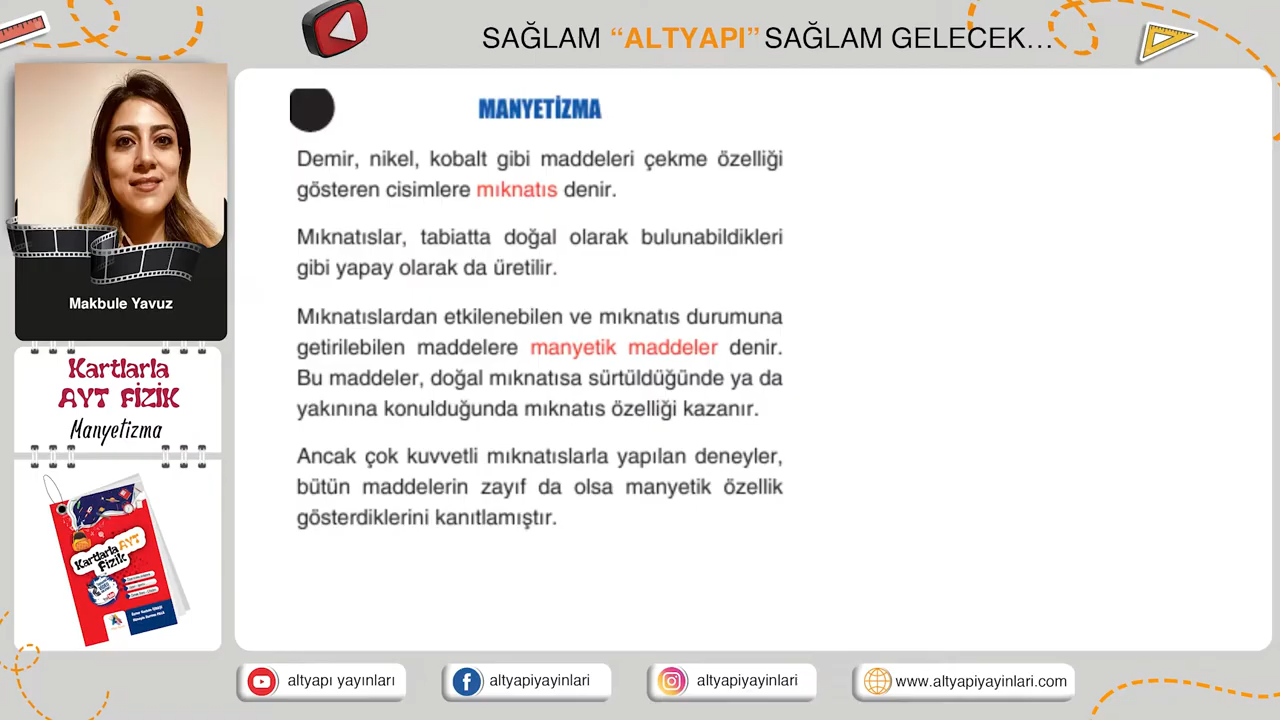 SAĞLAM “ALTYAPI” SAĞLAM GELECEK...
MANYETİZMA
Demir, nikel, kobalt gibi maddeleri çekme özelliği
gösteren cisimlere mıknatıs denir.
Mıknatıslar, tabiatta doğal olarak bulunabildikleri
gibi yapay olarak da üretilir.
Mıknatıslardan etkilenebilen ve mıknatıs durumuna
getirilebilen maddelere manyetik maddeler denir.
Bu maddeler, doğal mıknatısa sürtüldüğünde ya da
yakınına konulduğunda mıknatıs özelliği kazanır.
Ancak çok kuvvetli mıknatıslarla yapılan deneyler,
bütün maddelerin zayıf da olsa manyetik özellik
gösterdiklerini kanıtlamıştır.
Makbule Yavuz
Kartlarla
AYT FİZİK
Manyetizma
Kartlarla AYT
Fizik
altyapı yayınları
altyapiyayinlari
altyapiyayinlari
www.altyapiyayinlari.com